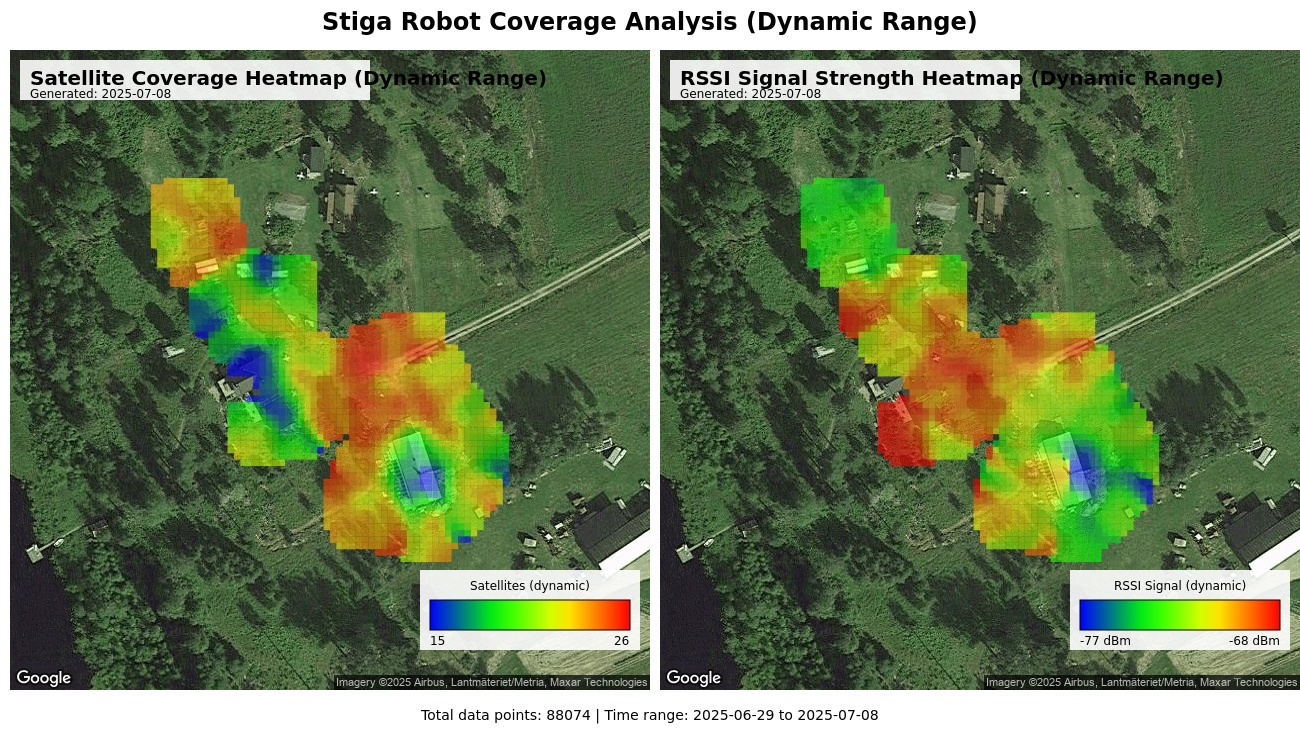 Stiga Robot Coverage Analysis (Dynamic Range)
Satellite Coverage Heatmap (Dynamic Range)
Generated: 2025-07-08
RSSI Signal Strength Heatmap (Dynamic Range)
Generated: 2025-07-08
Satellites (dynamic)
15 26
RSSI Signal (dynamic)
-77 dBm -68 dBm
Google
Imagery ©2025 Airbus, Lantmäteriet/Metria, Maxar Technologies
Google
Imagery ©2025 Airbus, Lantmäteriet/Metria, Maxar Technologies
Total data points: 88074 | Time range: 2025-06-29 to 2025-07-08